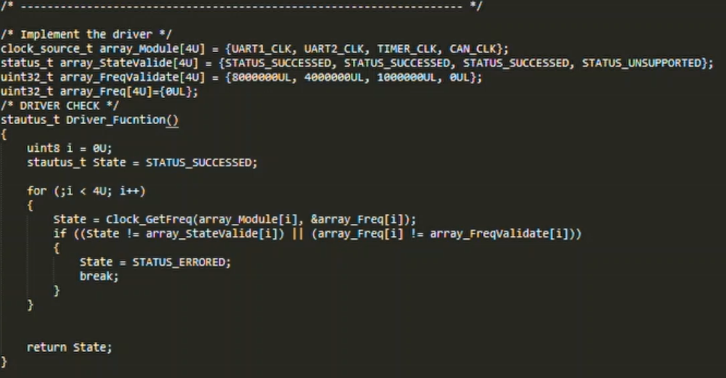 /* ------------------------------------------------------------------- */
/* Implement the driver */
clock_source_t array_Module[4U] = {UART1_CLK, UART2_CLK, TIMER_CLK, CAN_CLK};
status_t array_StateValide[4U] = {STATUS_SUCCESSED, STATUS_SUCCESSED, STATUS_SUCCESSED, STATUS_UNSUPPORTED};
uint32_t array_FreqValidate[4U] = {8000000UL, 4000000UL, 1000000UL, 0UL};
uint32_t array_Freq[4U]={0UL};
/* DRIVER CHECK */
stautus_t Driver_Fucntion()
{
    uint8 i = 0U;
    stautus_t State = STATUS_SUCCESSED;
    for (;i < 4U; i++)
    {
        State = Clock_GetFreq(array_Module[i], &array_Freq[i]);
        if ((State != array_StateValide[i]) || (array_Freq[i] != array_FreqValidate[i]))
        {
            State = STATUS_ERRORED;
            break;
        }
    }
    return State;
}